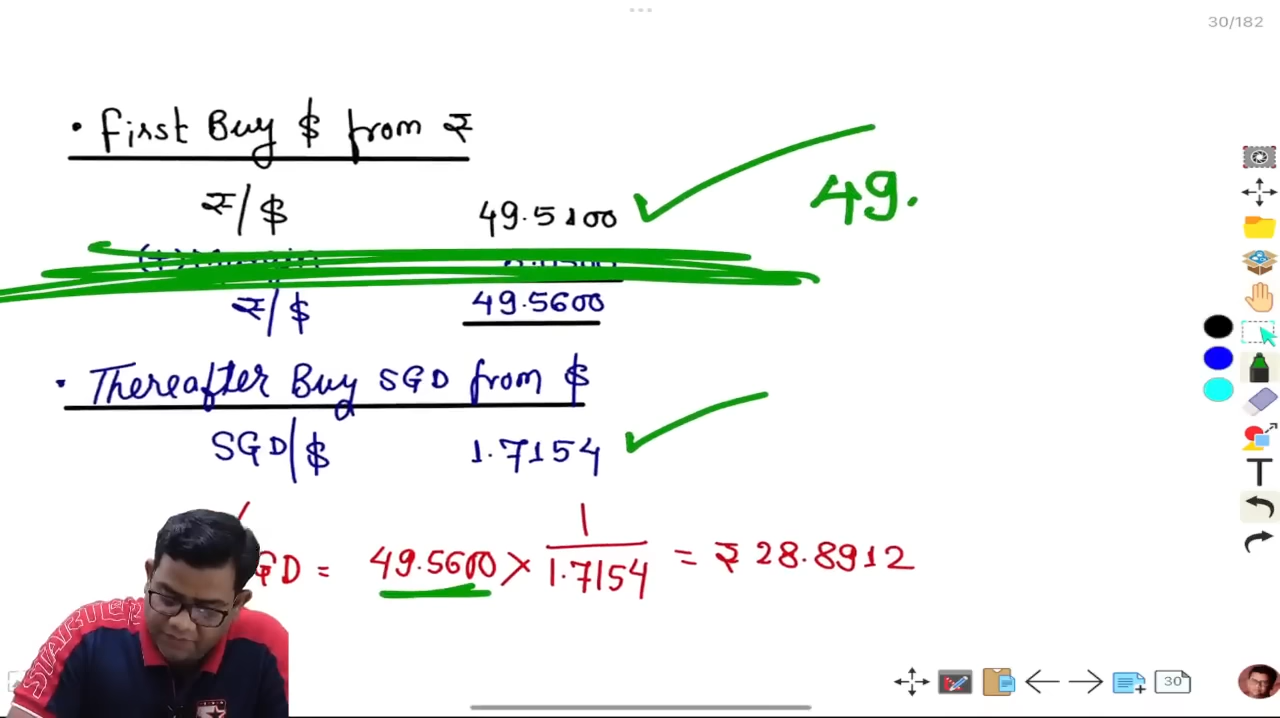 30/182
• First Buy $ from ₹
₹/$ 49.5100
49.
₹/$ 49.5600
• Thereafter Buy SGD from $
SGD/$ 1.7154
GD = 49.5600 × 1/1.7154 = ₹ 28.8912
STARTER
30